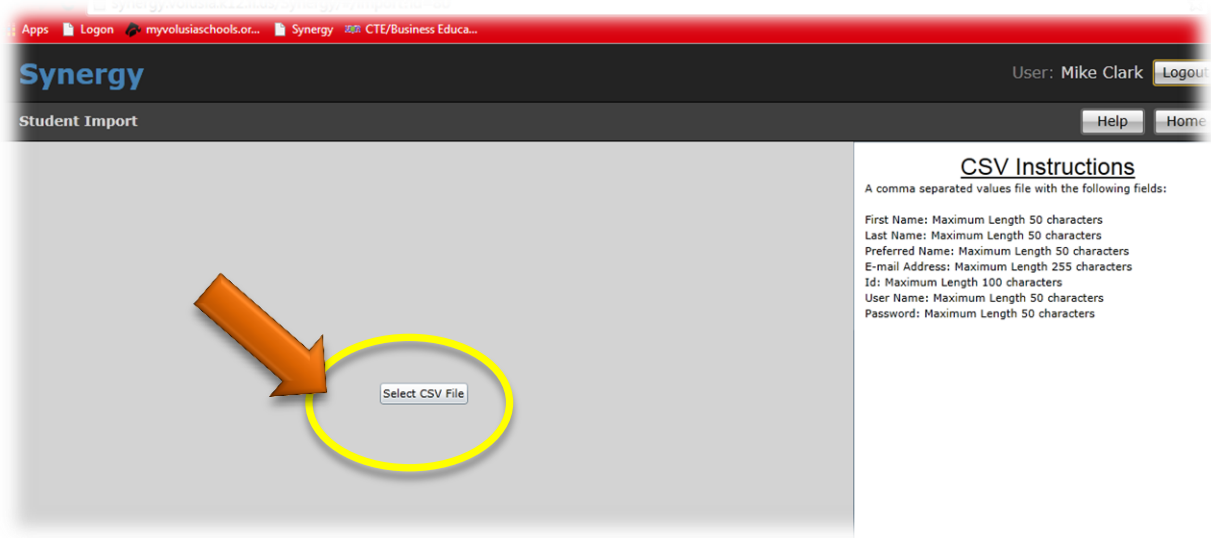 Apps Logon myvolusiaschools.or... Synergy CTE/Business Educa...
Synergy
User: Mike Clark Logout
Student Import
Help Home
CSV Instructions
A comma separated values file with the following fields:
First Name: Maximum Length 50 characters
Last Name: Maximum Length 50 characters
Preferred Name: Maximum Length 50 characters
E-mail Address: Maximum Length 255 characters
Id: Maximum Length 100 characters
User Name: Maximum Length 50 characters
Password: Maximum Length 50 characters
Select CSV File